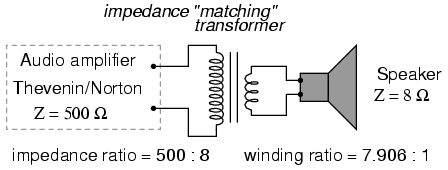 impedance "matching"
transformer
Audio amplifier
Thevenin/Norton
Z = 500 Ω
Speaker
Z = 8 Ω
impedance ratio = 500 : 8
winding ratio = 7.906 : 1